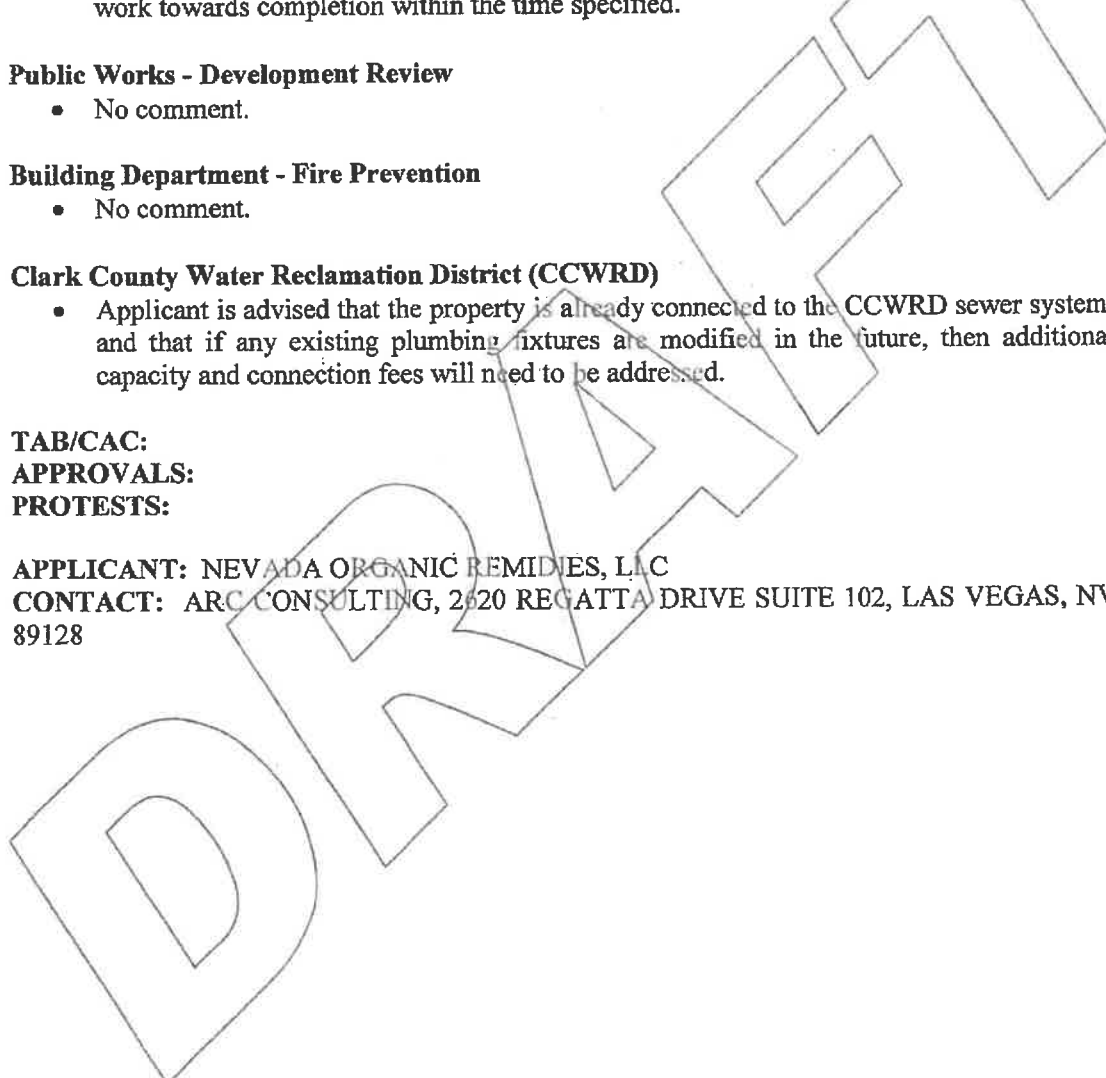 work towards completion within the time specified.
Public Works - Development Review
• No comment.
Building Department - Fire Prevention
• No comment.
Clark County Water Reclamation District (CCWRD)
• Applicant is advised that the property is already connected to the CCWRD sewer system
and that if any existing plumbing fixtures are modified in the future, then additiona
capacity and connection fees will need to be addressed.
TAB/CAC:
APPROVALS:
PROTESTS:
APPLICANT: NEVADA ORGANIC REMIDIES, LLC
CONTACT: ARC CONSULTING, 2620 REGATTA DRIVE SUITE 102, LAS VEGAS, NV
89128
DRAFT